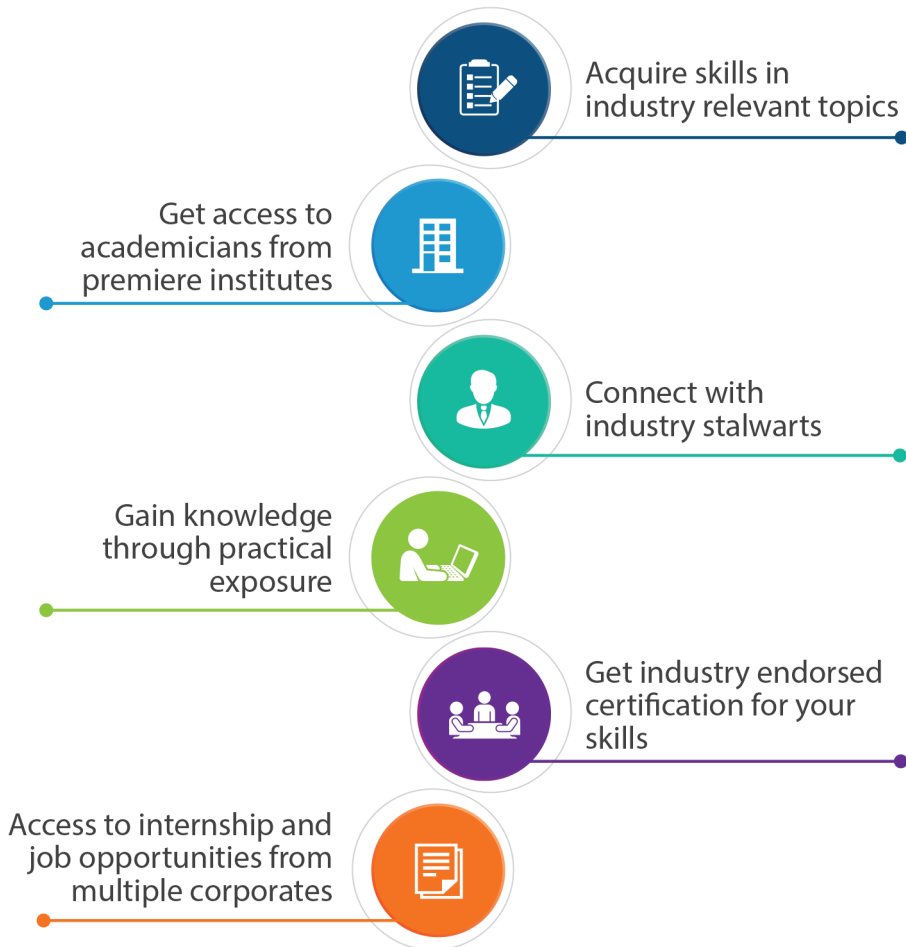 Acquire skills in
industry relevant topics
Get access to
academicians from
premiere institutes
Connect with
industry stalwarts
Gain knowledge
through practical
exposure
Get industry endorsed
certification for your
skills
Access to internship and
job opportunities from
multiple corporates